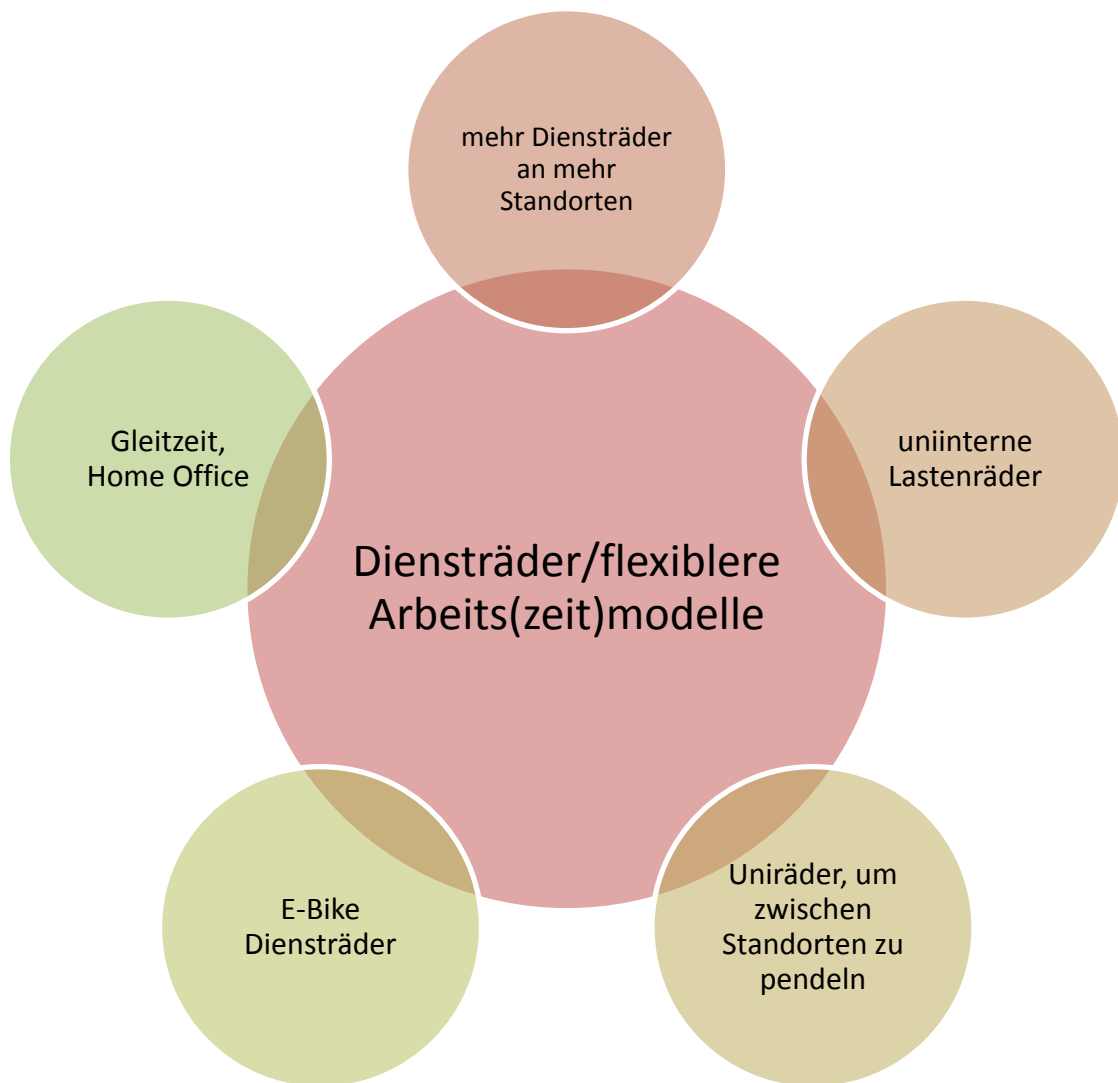 mehr Diensträder
an mehr
Standorten
Gleitzeit,
Home Office
uniinterne
Lastenräder
Diensträder/flexiblere
Arbeits(zeit)modelle
E-Bike
Diensträder
Uniräder, um
zwischen
Standorten zu
pendeln